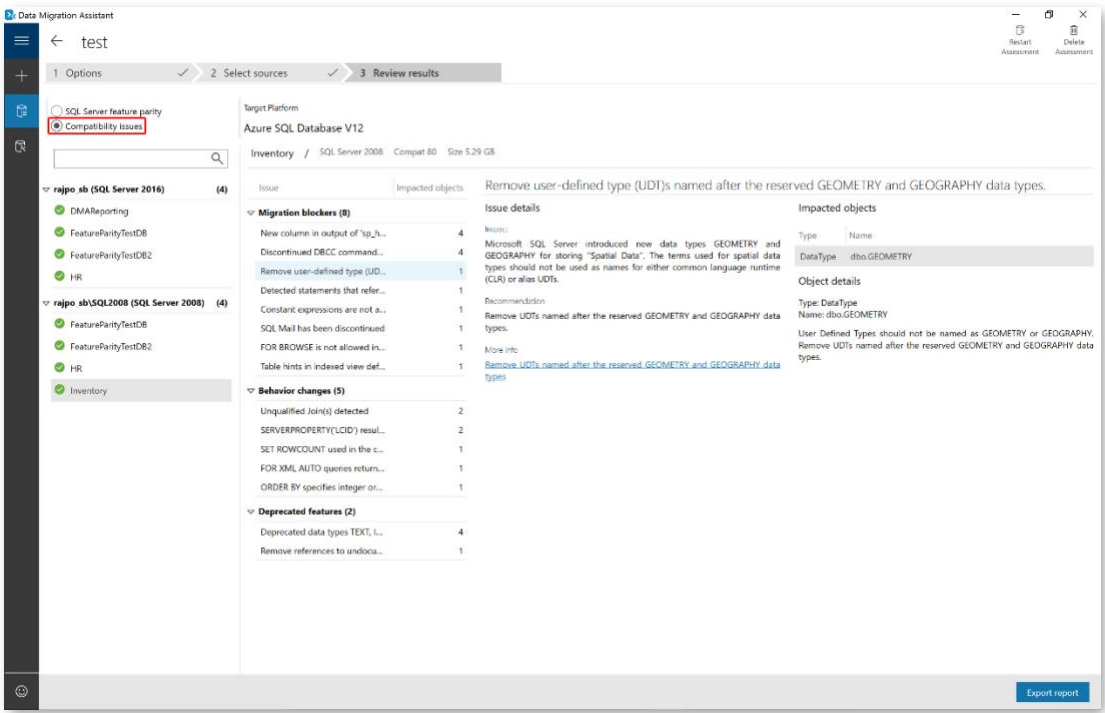 Data Migration Assistant
test
Restart Assessment
Delete Assessment
1 Options
2 Select sources
3 Review results
SQL Server feature parity
Compatibility issues
rajpo_sb (SQL Server 2016) (4)
DMAReporting
FeatureParityTestDB
FeatureParityTestDB2
HR
rajpo_sb\SQL2008 (SQL Server 2008) (4)
FeatureParityTestDB
FeatureParityTestDB2
HR
Inventory
Target Platform
Azure SQL Database V12
Inventory / SQL Server 2008 Compat 80 Size 5.29 GB
Issue Impacted objects
Migration blockers (8)
New column in output of 'sp_h... 4
Discontinued DBCC command... 4
Remove user-defined type (UD... 1
Detected statements that refer... 1
Constant expressions are not a... 1
SQL Mail has been discontinued 1
FOR BROWSE is not allowed in... 1
Table hints in indexed view def... 1
Behavior changes (5)
Unqualified Join(s) detected 2
SERVERPROPERTY('LCID') resul... 2
SET ROWCOUNT used in the c... 1
FOR XML AUTO queries return... 1
ORDER BY specifies integer or... 1
Deprecated features (2)
Deprecated data types TEXT, I... 4
Remove references to undocu... 1
Remove user-defined type (UDT)s named after the reserved GEOMETRY and GEOGRAPHY data types.
Issue details
Impact
Microsoft SQL Server introduced new data types GEOMETRY and
GEOGRAPHY for storing "Spatial Data". The terms used for spatial data
types should not be used as names for either common language runtime
(CLR) or alias UDTs.
Recommendation
Remove UDTs named after the reserved GEOMETRY and GEOGRAPHY data
types.
More info
Remove UDTs named after the reserved GEOMETRY and GEOGRAPHY data
types
Impacted objects
Type Name
DataType dbo.GEOMETRY
Object details
Type: DataType
Name: dbo.GEOMETRY
User Defined Types should not be named as GEOMETRY or GEOGRAPHY.
Remove UDTs named after the reserved GEOMETRY and GEOGRAPHY data
types.
Export report